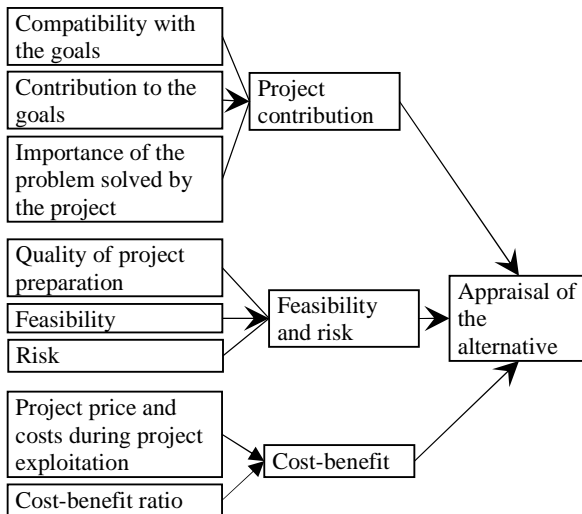 Compatibility with
the goals
Contribution to the
goals
Importance of the
problem solved by
the project
Project
contribution
Quality of project
preparation
Feasibility
Risk
Feasibility
and risk
Appraisal of
the
alternative
Project price and
costs during project
exploitation
Cost-benefit ratio
Cost-benefit